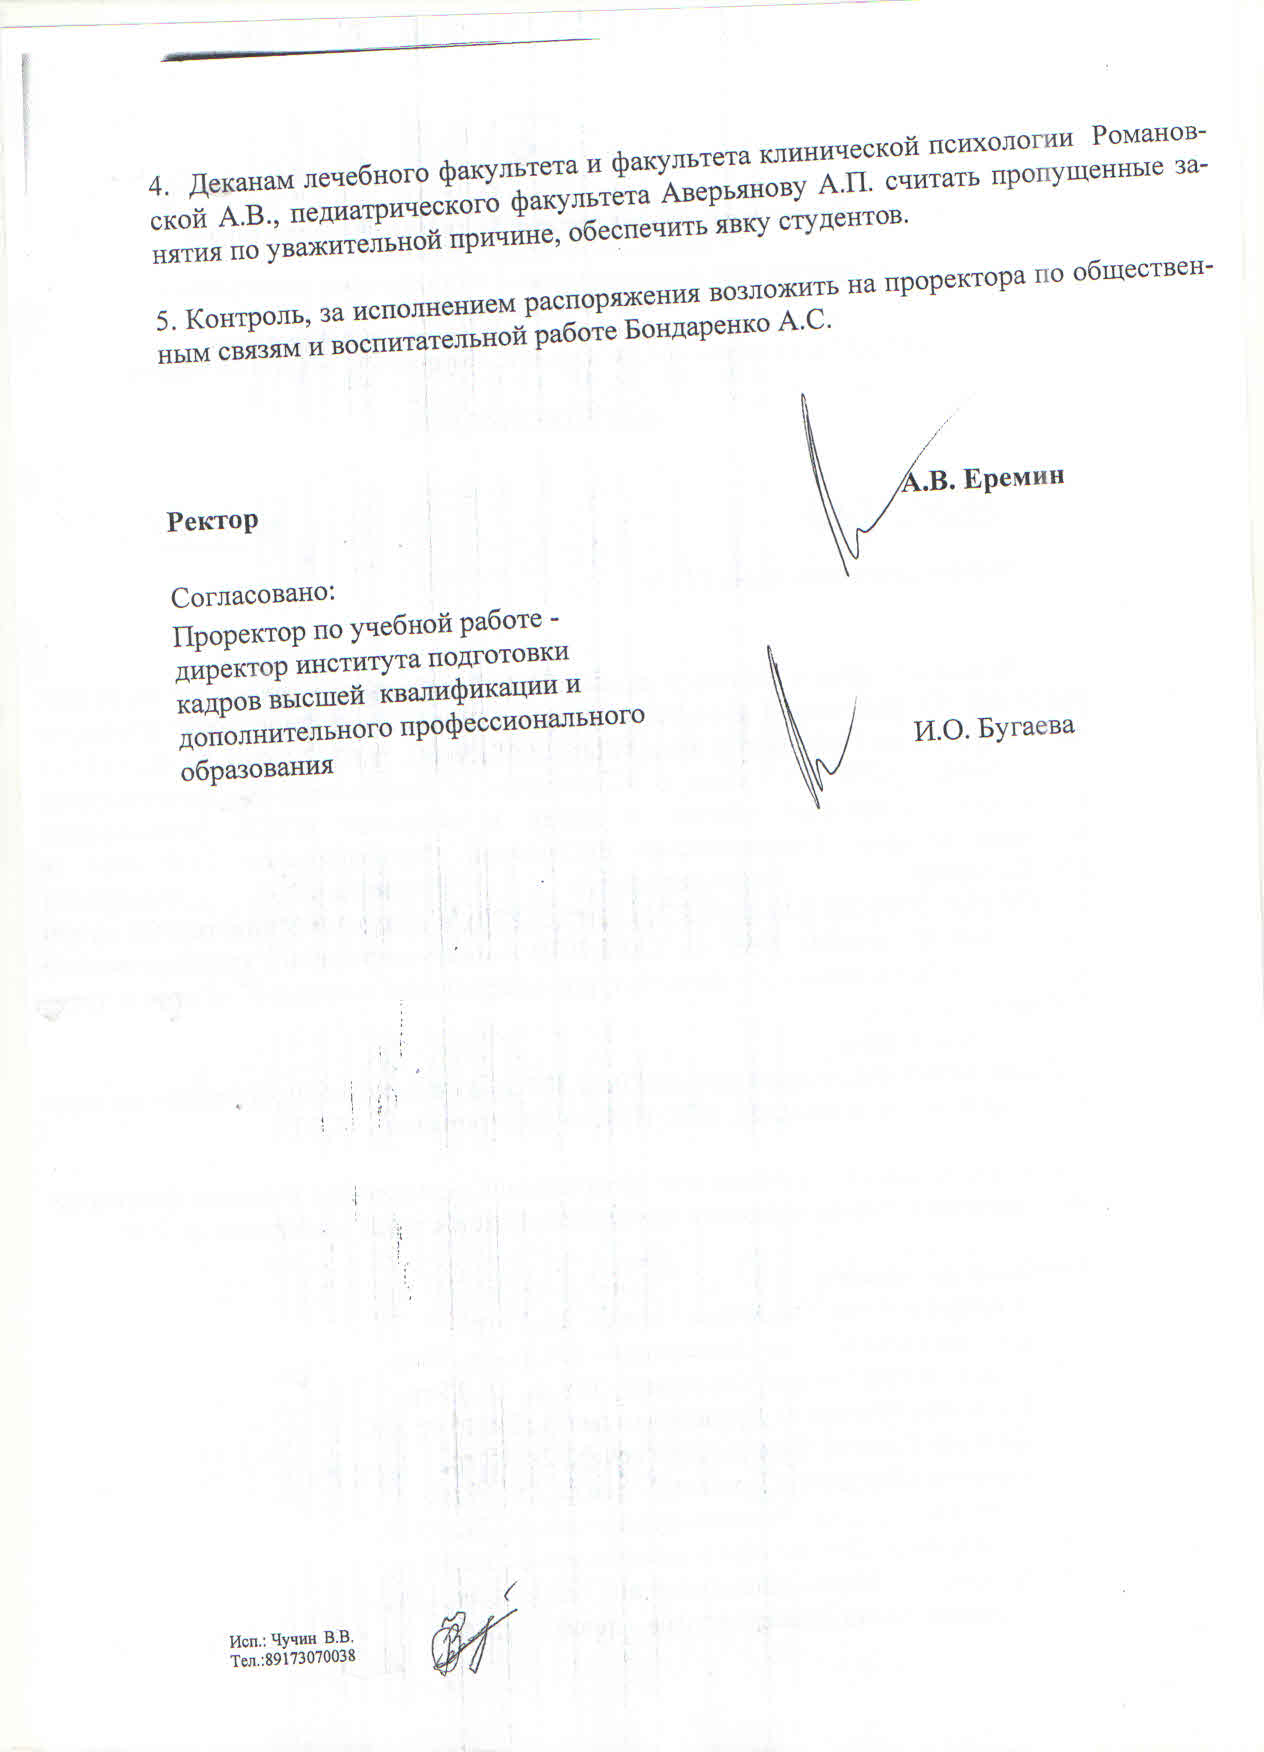 4. Деканам лечебного факультета и факультета клинической психологии Романов-
ской А.В., педиатрического факультета Аверьянову А.П. считать пропущенные за-
нятия по уважительной причине, обеспечить явку студентов.
5. Контроль, за исполнением распоряжения возложить на проректора по обществен-
ным связям и воспитательной работе Бондаренко А.С.
Ректор
А.В. Еремин
Согласовано:
Проректор по учебной работе -
директор института подготовки
кадров высшей квалификации и
дополнительного профессионального
образования
И.О. Бугаева
Исп.: Чучин В.В.
Тел.:89173070038